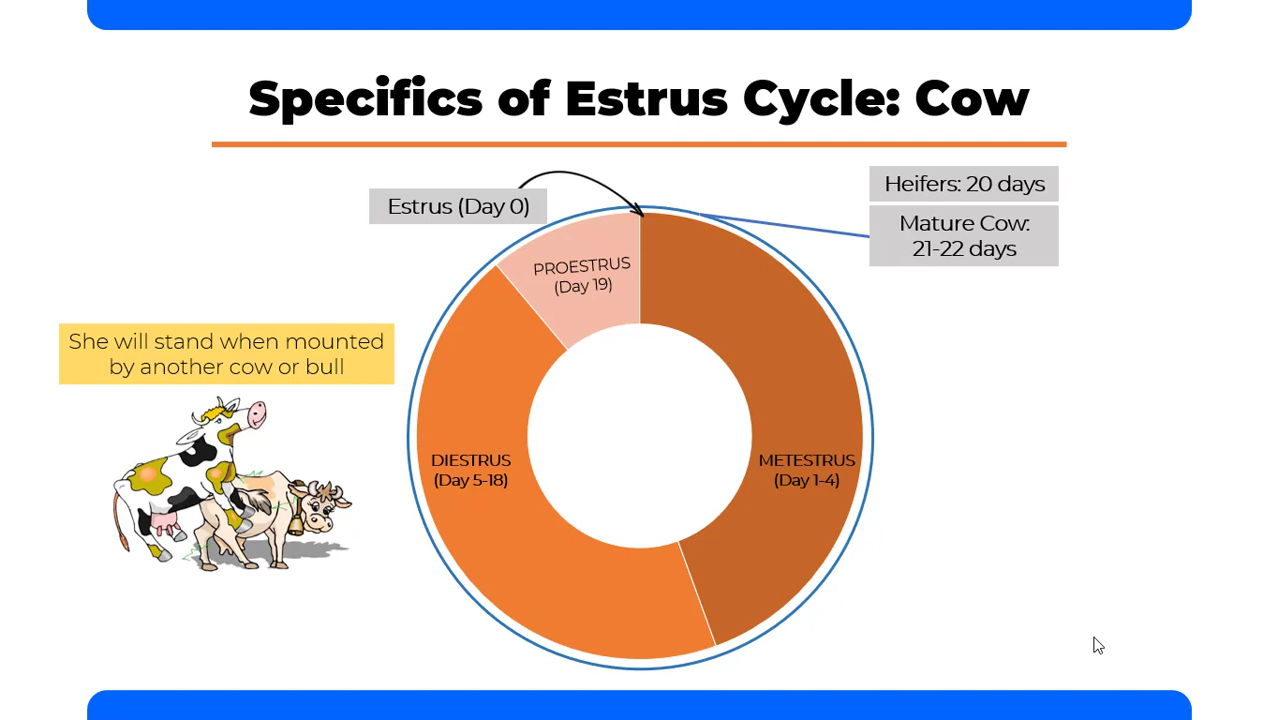 Specifics of Estrus Cycle: Cow
Estrus (Day 0)
Heifers: 20 days
Mature Cow:
21-22 days
PROESTRUS
(Day 19)
She will stand when mounted
by another cow or bull
DIESTRUS
(Day 5-18)
METESTRUS
(Day 1-4)